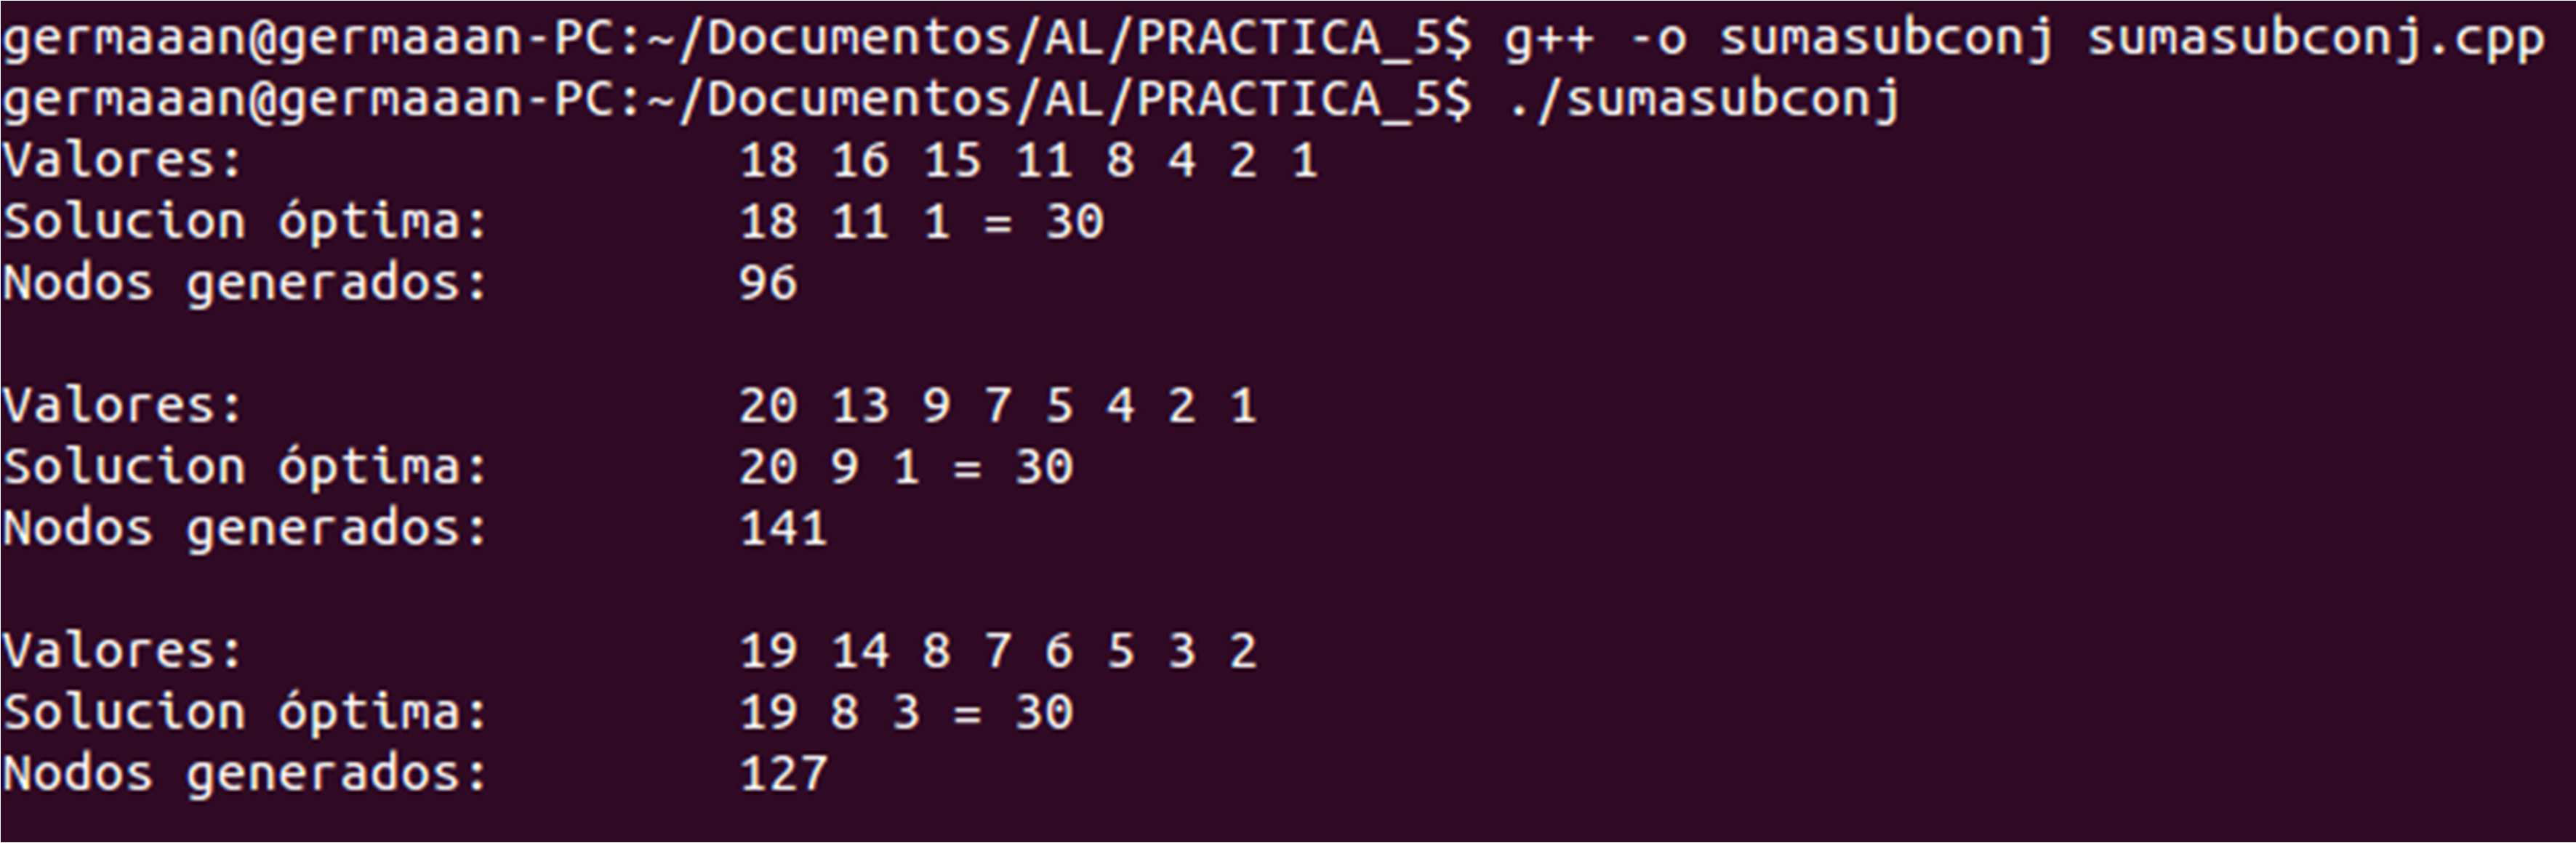 germaaan@germaaan-PC:~/Documentos/AL/PRACTICA_5$ g++ -o sumasubconj sumasubconj.cpp
germaaan@germaaan-PC:~/Documentos/AL/PRACTICA_5$ ./sumasubconj
Valores: 18 16 15 11 8 4 2 1
Solucion óptima: 18 11 1 = 30
Nodos generados: 96
Valores: 20 13 9 7 5 4 2 1
Solucion óptima: 20 9 1 = 30
Nodos generados: 141
Valores: 19 14 8 7 6 5 3 2
Solucion óptima: 19 8 3 = 30
Nodos generados: 127